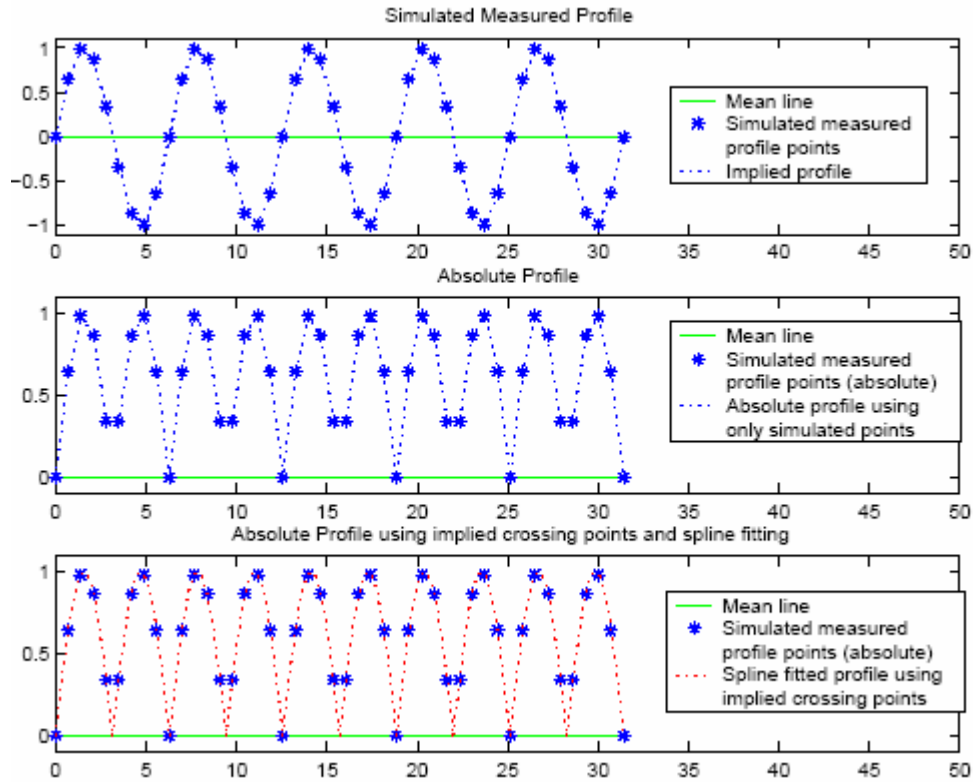 Simulated Measured Profile
1
0.5
0
−0.5
−1
0 5 10 15 20 25 30 35 40 45 50
Mean line
Simulated measured
profile points
Implied profile
Absolute Profile
1
0.5
0
0 5 10 15 20 25 30 35 40 45 50
Mean line
Simulated measured
profile points (absolute)
Absolute profile using
only simulated points
Absolute Profile using implied crossing points and spline fitting
1
0.5
0
0 5 10 15 20 25 30 35 40 45 50
Mean line
Simulated measured
profile points (absolute)
Spline fitted profile using
implied crossing points